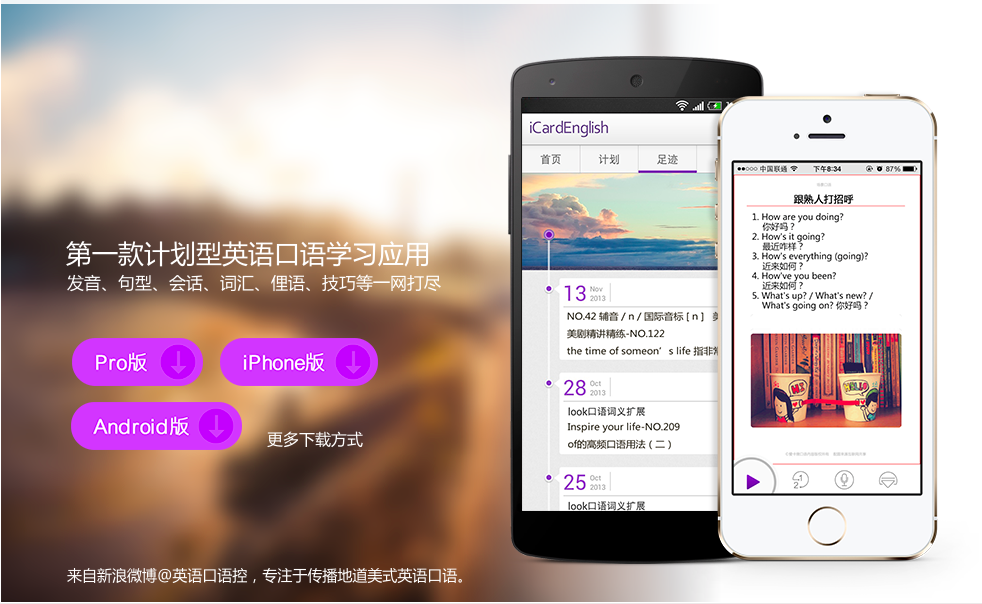 第一款计划型英语口语学习应用
发音、句型、会话、词汇、俚语、技巧等一网打尽
Pro版
iPhone版
Android版
更多下载方式
来自新浪微博@英语口语控，专注于传播地道美式英语口语。
iCardEnglish
首页 计划 足迹
13 Nov 2013
NO.42 辅音 / n / 国际音标 [ n ] 美
美剧精讲精练-NO.122
the time of someon’s life 指非常
28 Oct 2013
look口语词义扩展
Inspire your life-NO.209
of的高频口语用法（二）
25 Oct 2013
look口语词义扩展
中国联通 下午8:34 87%
跟熟人打招呼
1. How are you doing?
你好吗？
2. How's it going?
最近咋样？
3. How's everything (going)?
近来如何？
4. How've you been?
近来如何？
5. What's up? / What's new? /
What's going on? 你好吗？
HI
HELLO
1
2